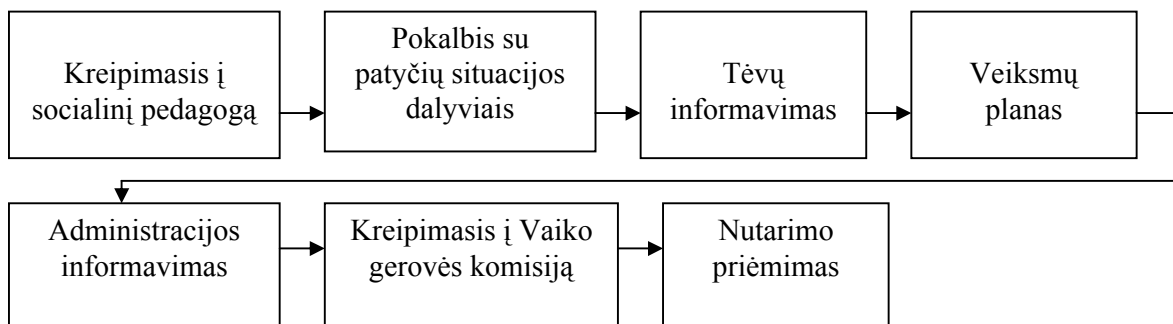 Kreipimasis į
socialinį pedagogą
Pokalbis su
patyčių situacijos
dalyviais
Tėvų
informavimas
Veiksmų
planas
Administracijos
informavimas
Kreipimasis į Vaiko
gerovės komisiją
Nutarimo
priėmimas